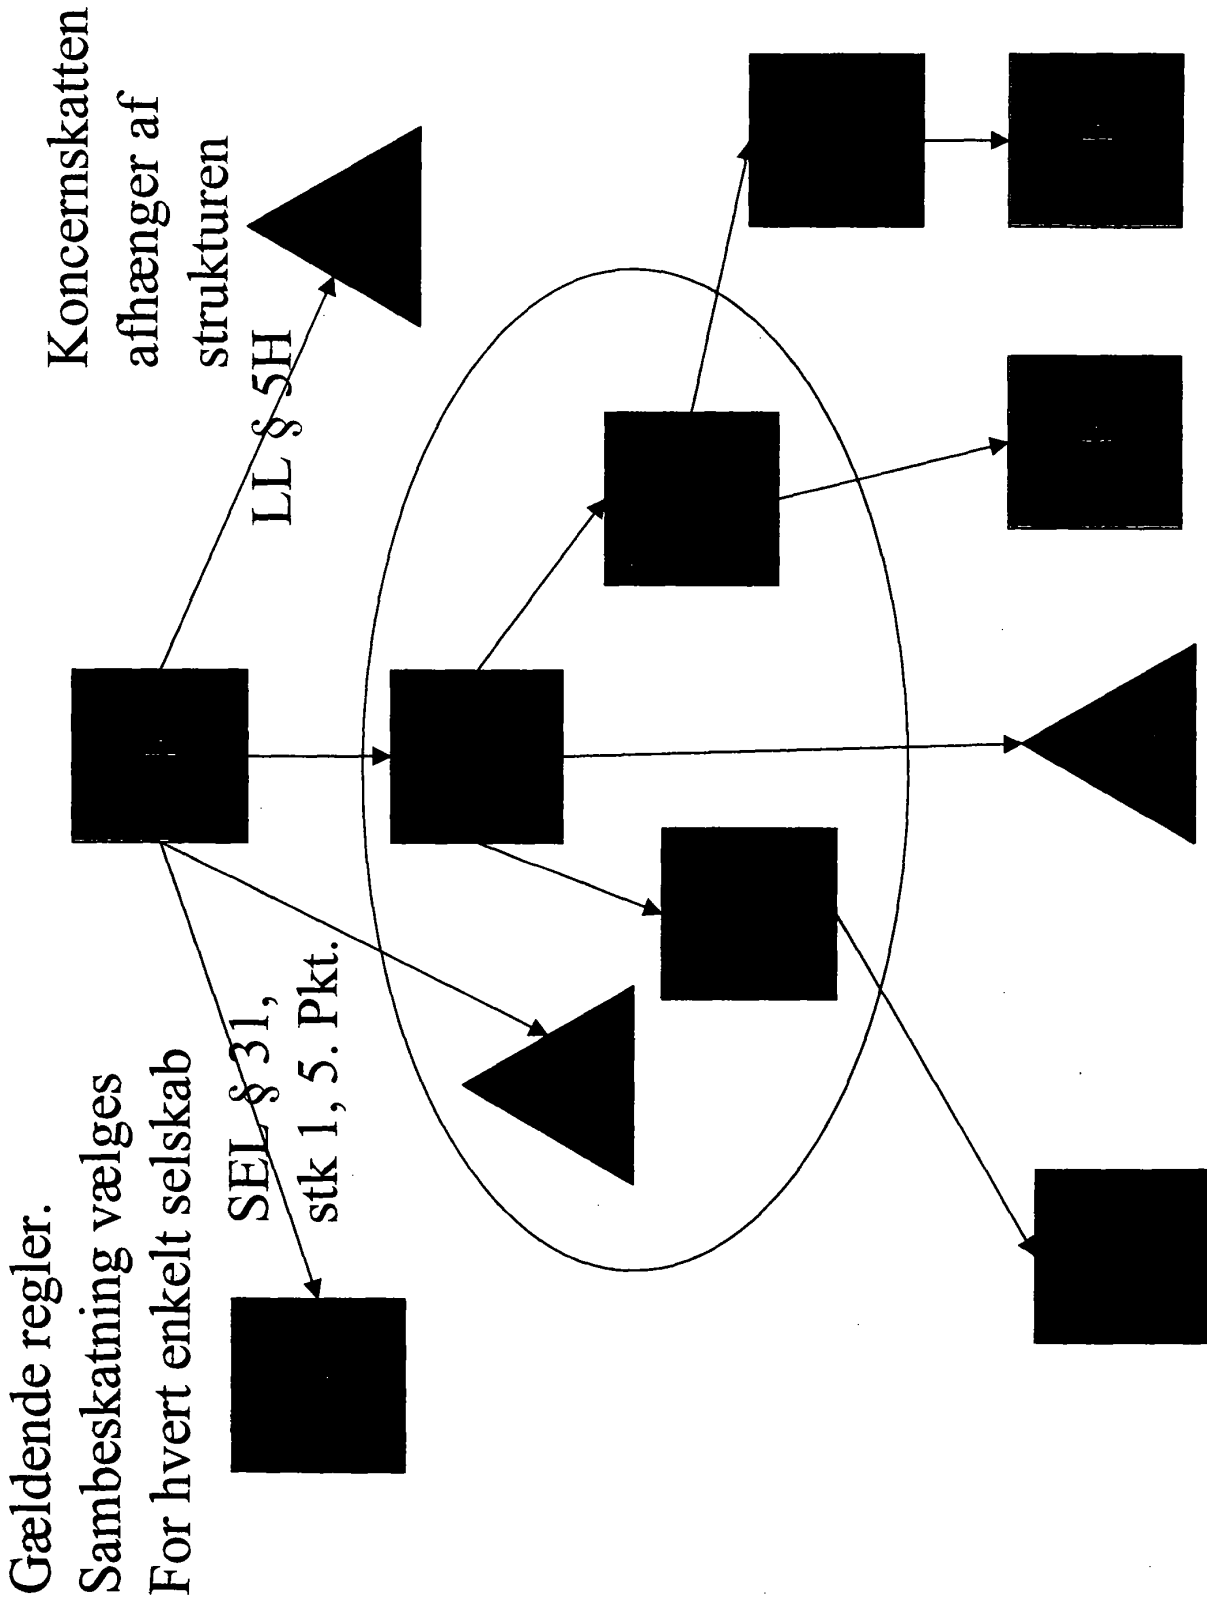 Gældende regler.
Sambeskatning vælges
For hvert enkelt selskab
SEL § 31,
stk 1, 5. Pkt.
Koncernskatten
afhænger af
strukturen
LL § 5H